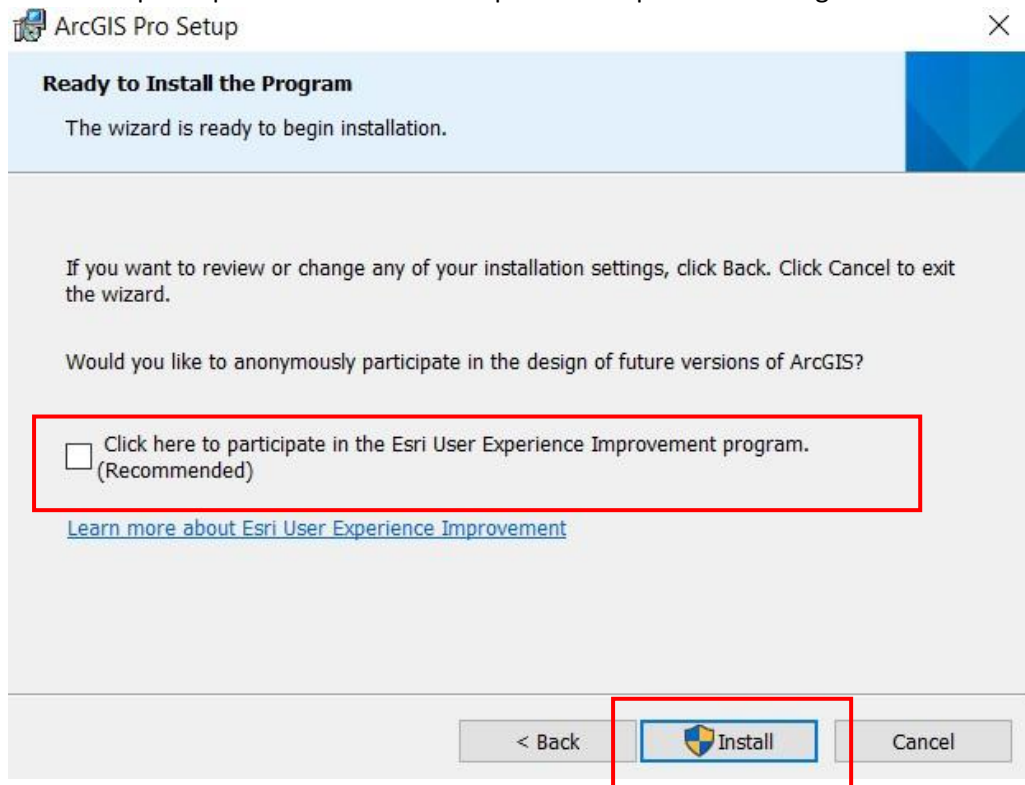 ArcGIS Pro Setup
Ready to Install the Program
The wizard is ready to begin installation.
If you want to review or change any of your installation settings, click Back. Click Cancel to exit
the wizard.
Would you like to anonymously participate in the design of future versions of ArcGIS?
Click here to participate in the Esri User Experience Improvement program.
(Recommended)
Learn more about Esri User Experience Improvement
< Back Install Cancel